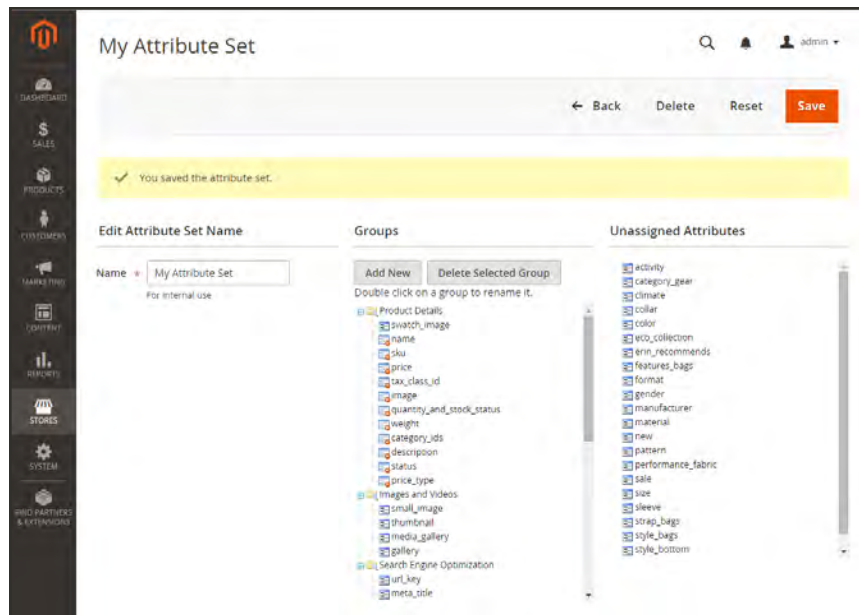 My Attribute Set
admin
Back
Delete
Reset
Save
You saved the attribute set.
DASHBOARD
SALES
PRODUCTS
CUSTOMERS
MARKETING
CONTENT
REPORTS
STORES
SYSTEM
FIND PARTNERS
& EXTENSIONS
Edit Attribute Set Name
Name *
My Attribute Set
For internal use
Groups
Add New
Delete Selected Group
Double click on a group to rename it.
Product Details
swatch_image
name
sku
price
tax_class_id
image
quantity_and_stock_status
weight
category_ids
description
status
price_type
Images and Videos
small_image
thumbnail
media_gallery
gallery
Search Engine Optimization
url_key
meta_title
Unassigned Attributes
activity
category_gear
climate
collar
color
eco_collection
erin_recommends
features_bags
format
gender
manufacturer
material
new
pattern
performance_fabric
sale
size
sleeve
strap_bags
style_bags
style_bottom